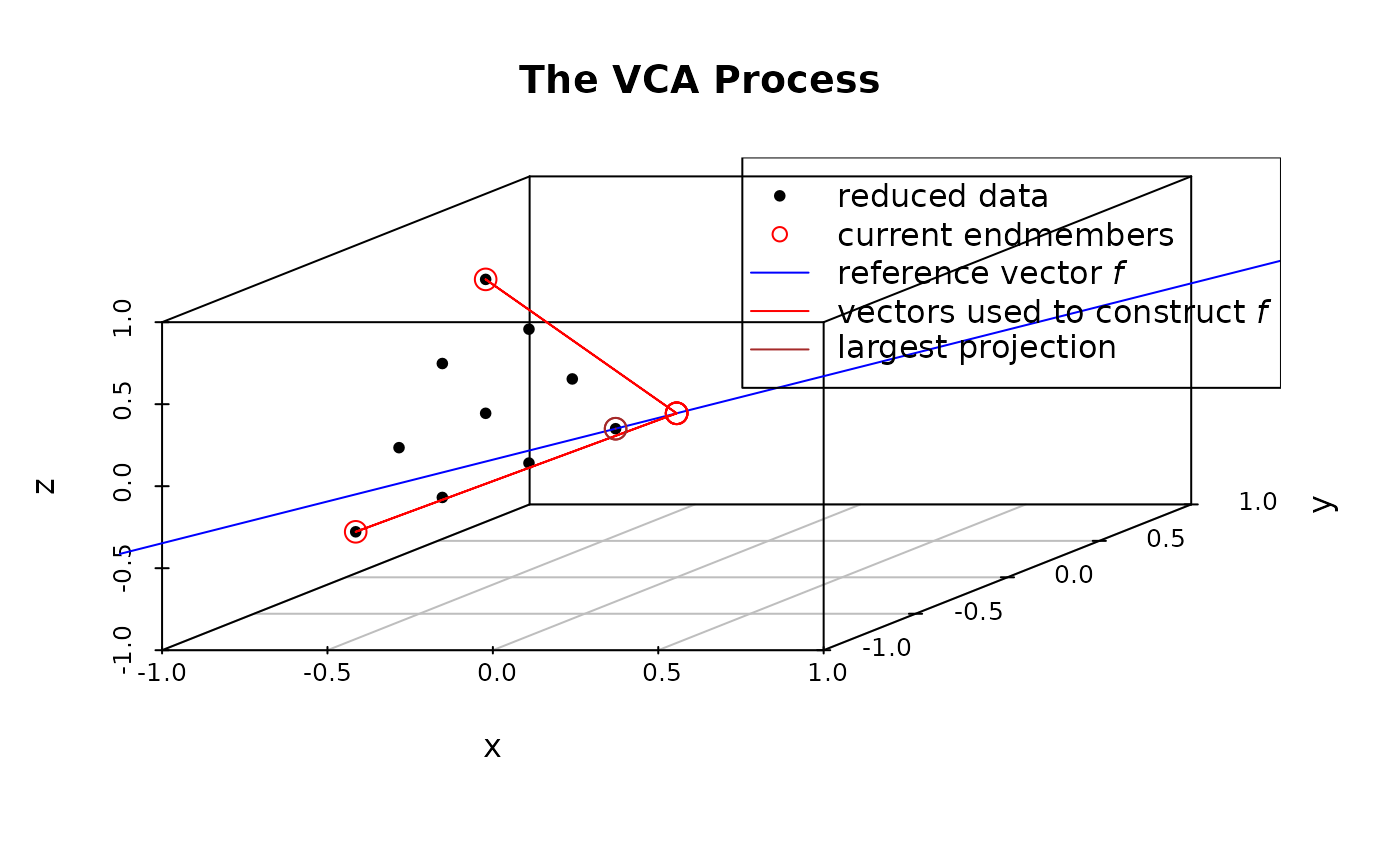 The VCA Process
reduced data
current endmembers
reference vector f
vectors used to construct f
largest projection
z
1.0
0.5
0.0
-0.5
-1.0
-1.0 -0.5 0.0 0.5 1.0
x
-1.0
-0.5
0.0
0.5
1.0
y